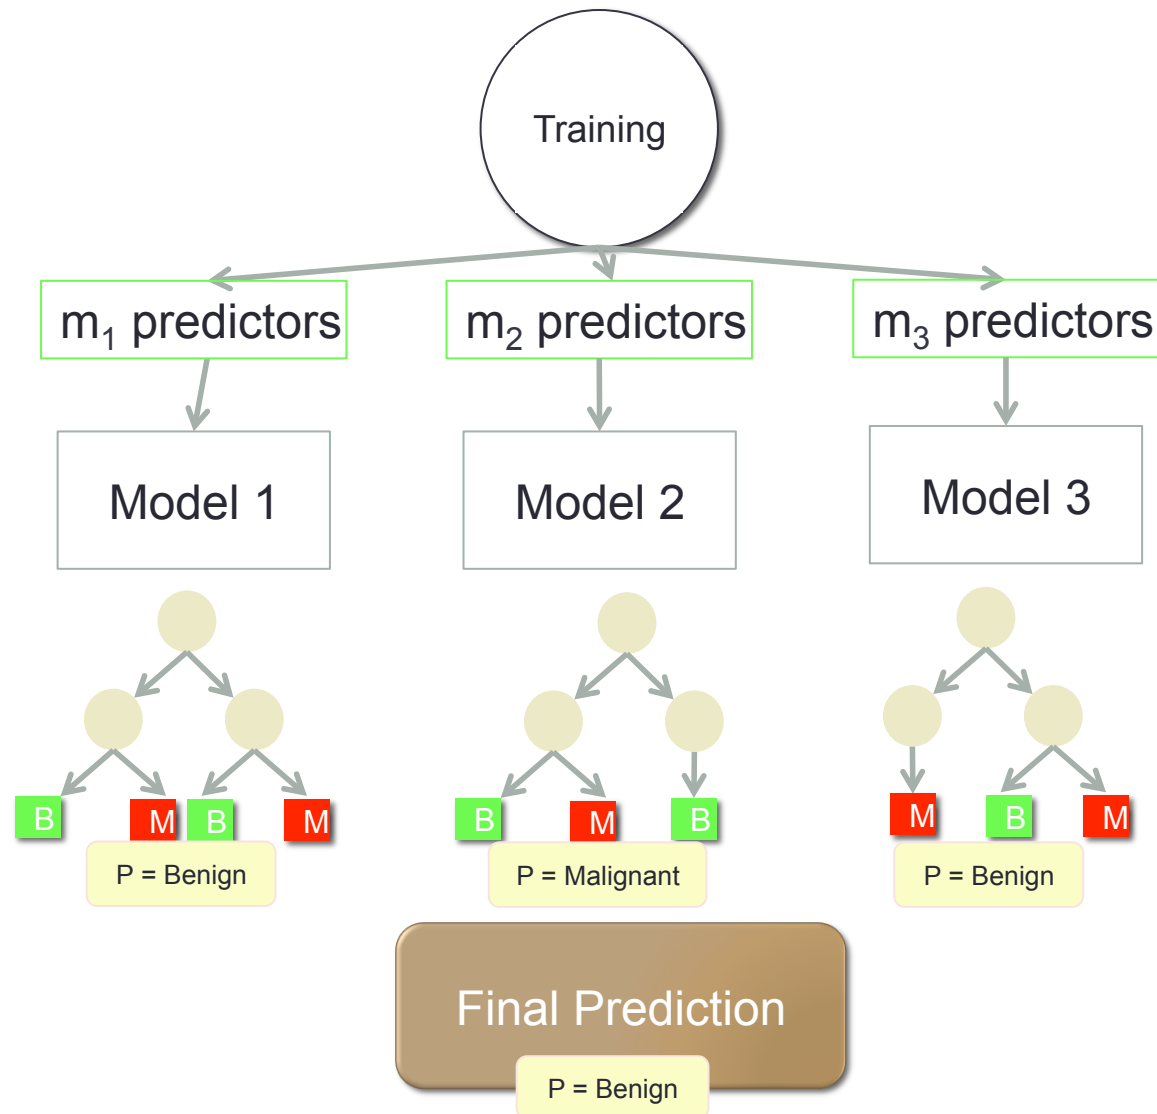 Training
m₁ predictors
m₂ predictors
m₃ predictors
Model 1
Model 2
Model 3
B
M
B
M
B
M
B
M
B
M
P = Benign
P = Malignant
P = Benign
Final Prediction
P = Benign